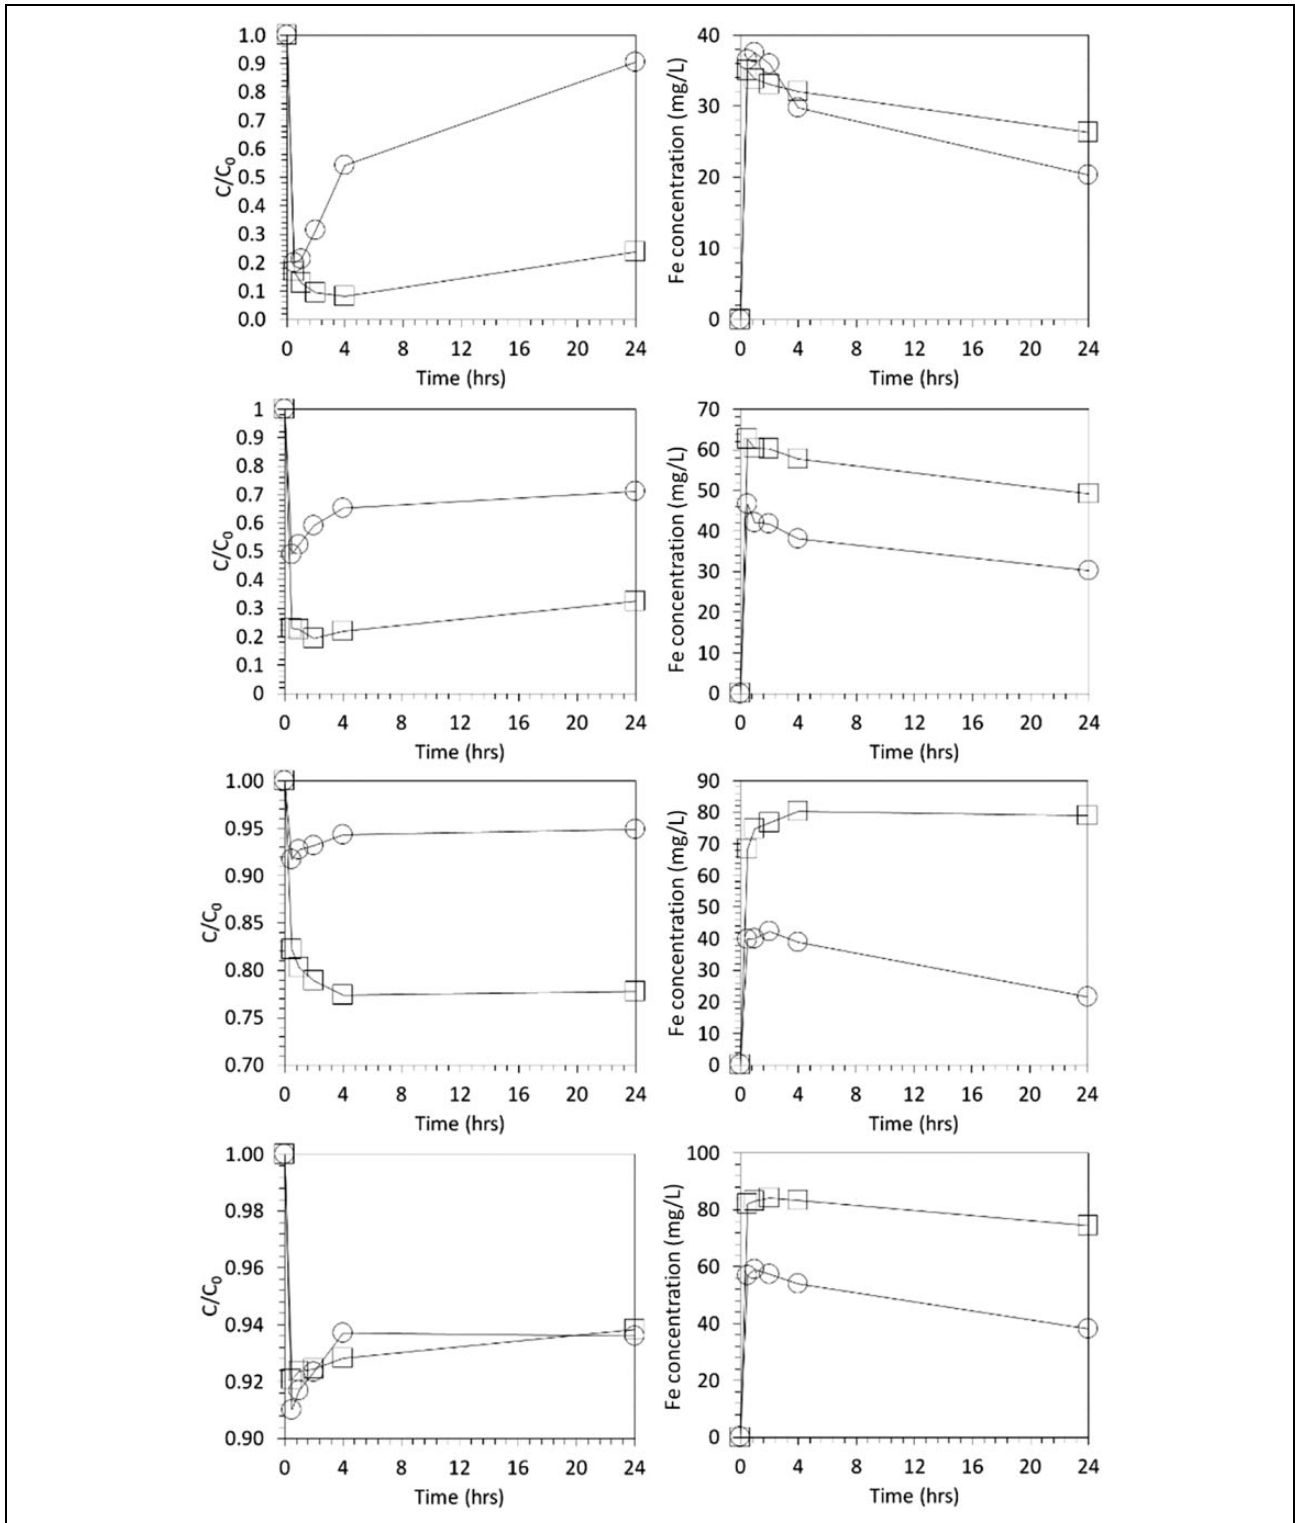 1.0
0.9
0.8
0.7
0.6
0.5
0.4
0.3
0.2
0.1
0.0
C/C₀
0 4 8 12 16 20 24
Time (hrs)
40
30
20
10
0
Fe concentration (mg/L)
0 4 8 12 16 20 24
Time (hrs)
1
0.9
0.8
0.7
0.6
0.5
0.4
0.3
0.2
0.1
0
C/C₀
0 4 8 12 16 20 24
Time (hrs)
70
60
50
40
30
20
10
0
Fe concentration (mg/L)
0 4 8 12 16 20 24
Time (hrs)
1.00
0.95
0.90
0.85
0.80
0.75
0.70
C/C₀
0 4 8 12 16 20 24
Time (hrs)
90
80
70
60
50
40
30
20
10
0
Fe concentration (mg/L)
0 4 8 12 16 20 24
Time (hrs)
1.00
0.98
0.96
0.94
0.92
0.90
C/C₀
0 4 8 12 16 20 24
Time (hrs)
100
80
60
40
20
0
Fe concentration (mg/L)
0 4 8 12 16 20 24
Time (hrs)